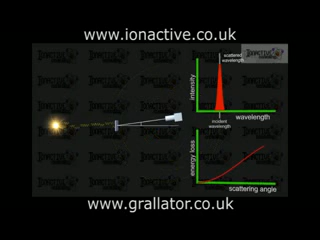 www.ionactive.co.uk
scattered
wavelength
intensity
wavelength
incident
wavelength
energy loss
scattering angle
www.grallator.co.uk